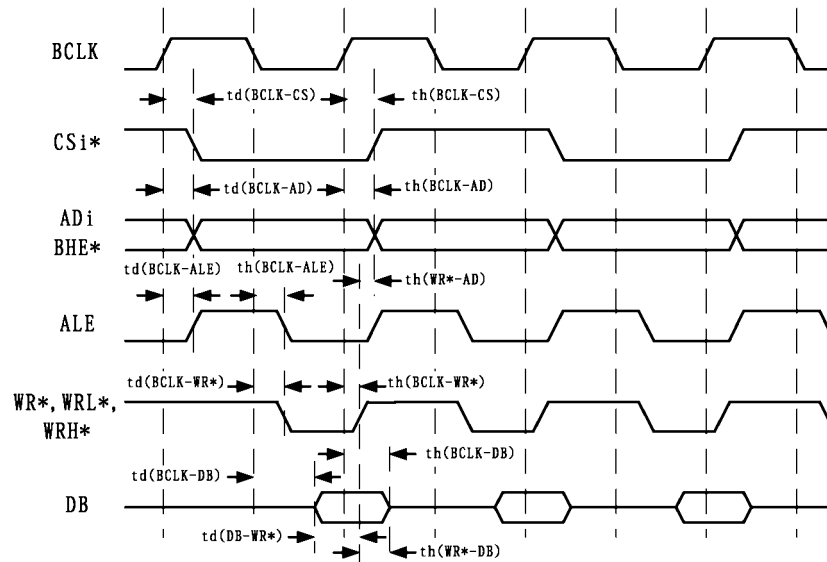 BCLK
td(BCLK-CS) th(BCLK-CS)
CSi*
td(BCLK-AD) th(BCLK-AD)
ADi
BHE*
td(BCLK-ALE) th(BCLK-ALE)
th(WR*-AD)
ALE
td(BCLK-WR*) th(BCLK-WR*)
WR*, WRL*,
WRH*
th(BCLK-DB)
td(BCLK-DB)
DB
td(DB-WR*)
th(WR*-DB)